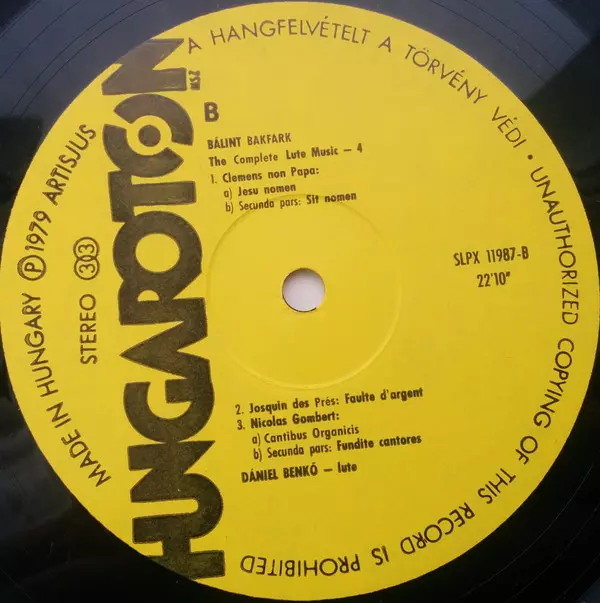 MADE IN HUNGARY Ⓟ 1979 ARTISJUS
A HANGFELVÉTELT A TÖRVÉNY VÉDI • UNAUTHORIZED COPYING OF THIS RECORD IS PROHIBITED
STEREO 33
HUNGAROTON
MSZ
B
BÁLINT BAKFARK
The Complete Lute Music – 4
1. Clemens non Papa:
a) Jesu nomen
b) Secunda pars: Sit nomen
SLPX 11987-B
22'10"
2. Josquin des Près: Faulte d'argent
3. Nicolas Gombert:
a) Cantibus Organicis
b) Secunda pars: Fundite cantores
DÁNIEL BENKŐ – lute